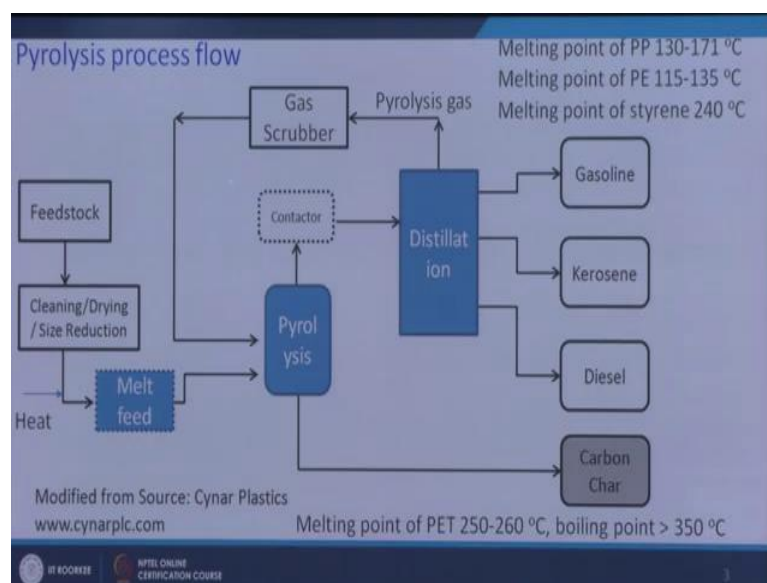 Pyrolysis process flow
Melting point of PP 130-171 °C
Melting point of PE 115-135 °C
Melting point of styrene 240 °C
Gas
Scrubber
Pyrolysis gas
Feedstock
Contactor
Distillat
ion
Gasoline
Kerosene
Cleaning/Drying
/ Size Reduction
Pyrol
ysis
Diesel
Heat
Melt
feed
Carbon
Char
Modified from Source: Cynar Plastics
www.cynarplc.com
Melting point of PET 250-260 °C, boiling point > 350 °C
IIT ROORKEE
NPTEL ONLINE
CERTIFICATION COURSE
3